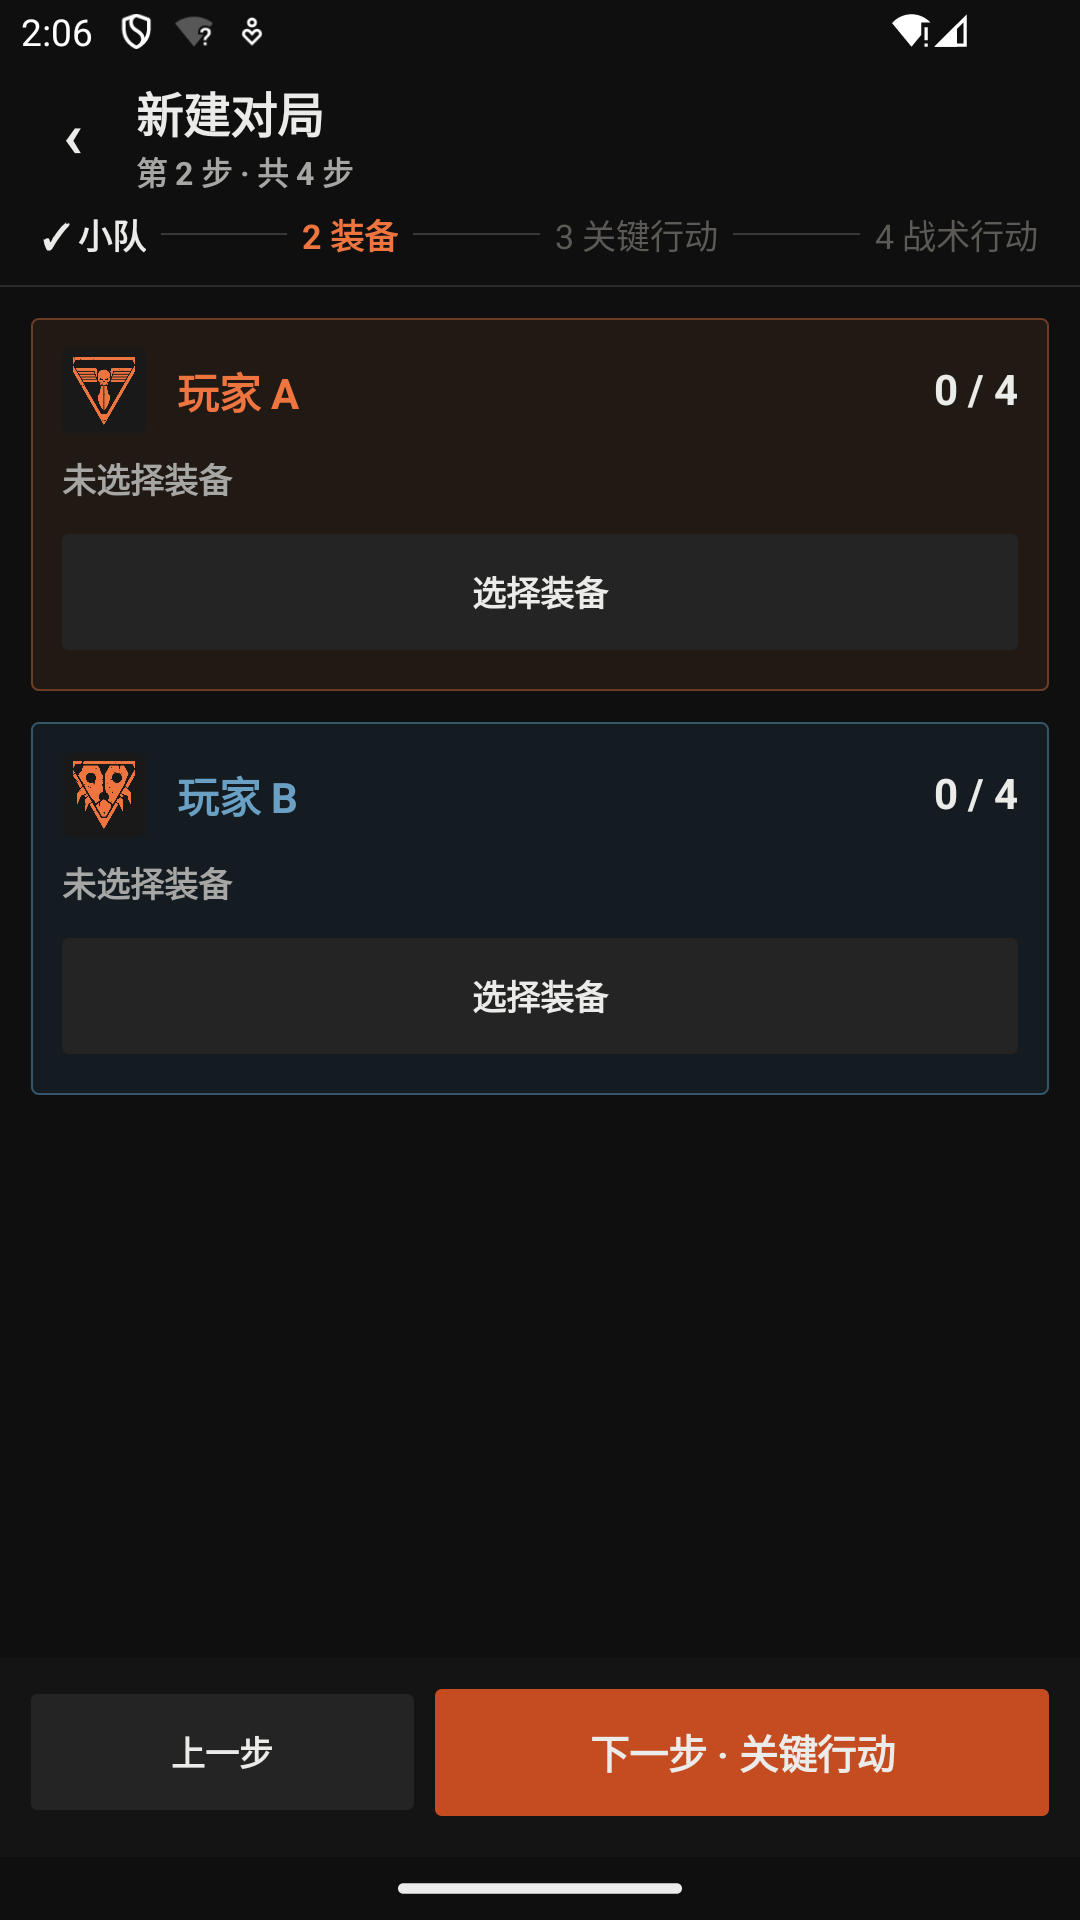 2:06
新建对局
第 2 步 · 共 4 步
✓小队 2 装备 3 关键行动 4 战术行动
玩家 A 0 / 4
未选择装备
选择装备
玩家 B 0 / 4
未选择装备
选择装备
上一步 下一步 · 关键行动